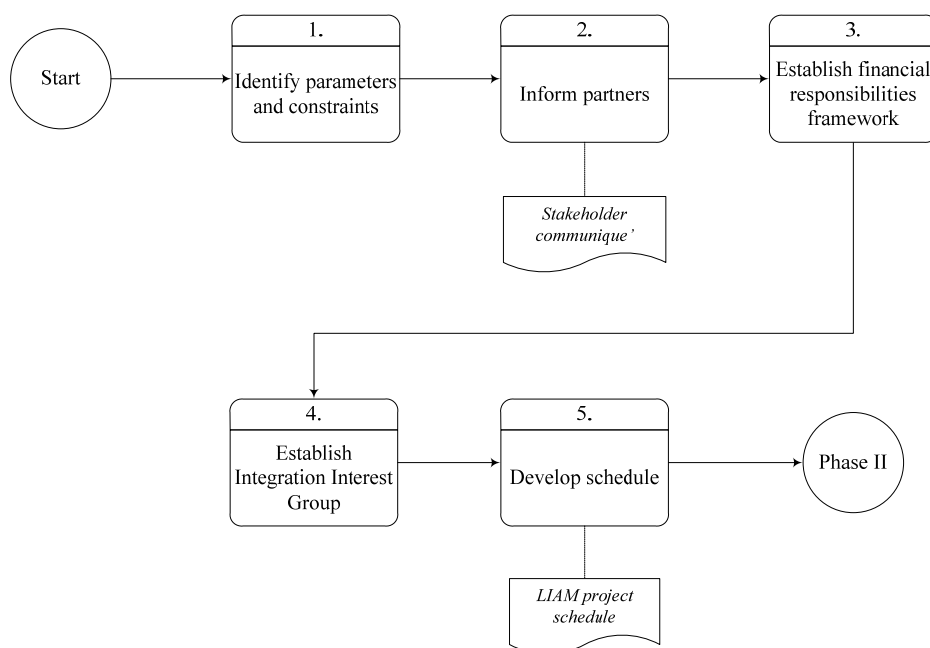 Start
1.
Identify parameters
and constraints
2.
Inform partners
3.
Establish financial
responsibilities
framework
Stakeholder
communique’
4.
Establish
Integration Interest
Group
5.
Develop schedule
Phase II
LIAM project
schedule